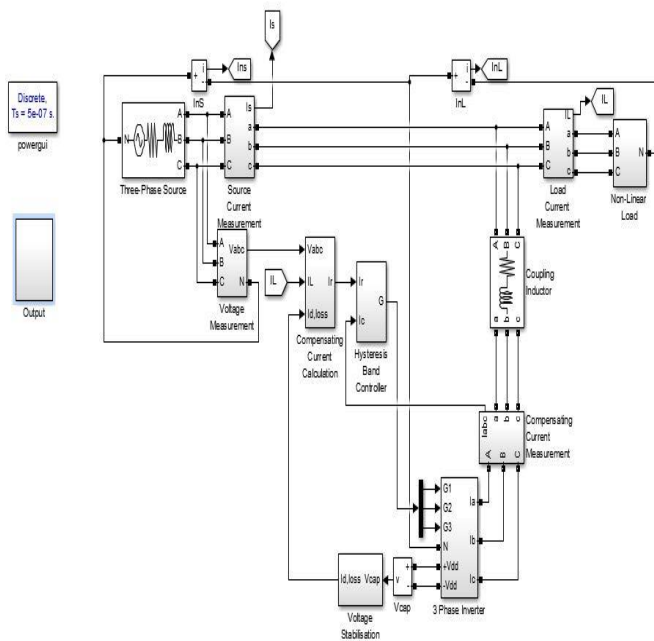 Is
+ i
-
Ins
InS
+ i
-
InL
InL
Discrete,
Ts = 5e-07 s.
powergui
N
A
B
C
Three-Phase Source
A
B
C
Is
a
b
c
Source
Current
Measurement
A
B
C
IL
a
b
c
Load
Current
Measurement
IL
A
B
C
N
Non-Linear
Load
Output
A
B
C
Vabc
N
Voltage
Measurement
IL
Vabc
IL
Id,loss
Ir
Compensating
Current
Calculation
Ir
Ic
G
Hysteresis
Band
Controller
A
B
C
a
b
c
Coupling
Inductor
Iabc
a
b
c
A
B
C
Compensating
Current
Measurement
G1
G2
G3
N
+Vdd
-Vdd
Ia
Ib
Ic
3 Phase Inverter
+
-
v
Vcap
Id,loss Vcap
Voltage
Stabilisation